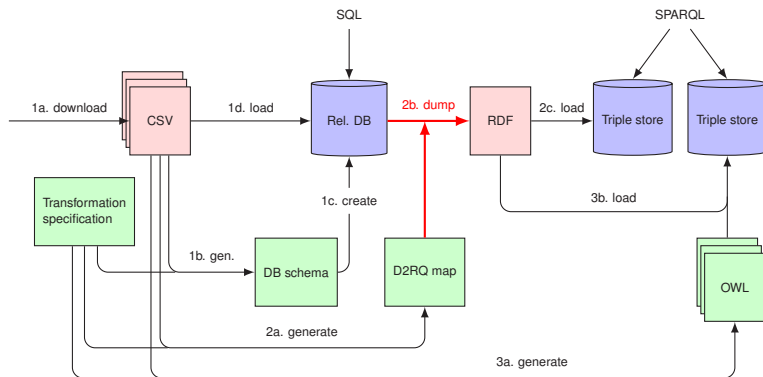 SQL
SPARQL
1a. download
CSV
1d. load
Rel. DB
2b. dump
RDF
2c. load
Triple store
Triple store
Transformation
specification
1c. create
3b. load
1b. gen.
DB schema
D2RQ map
OWL
2a. generate
3a. generate